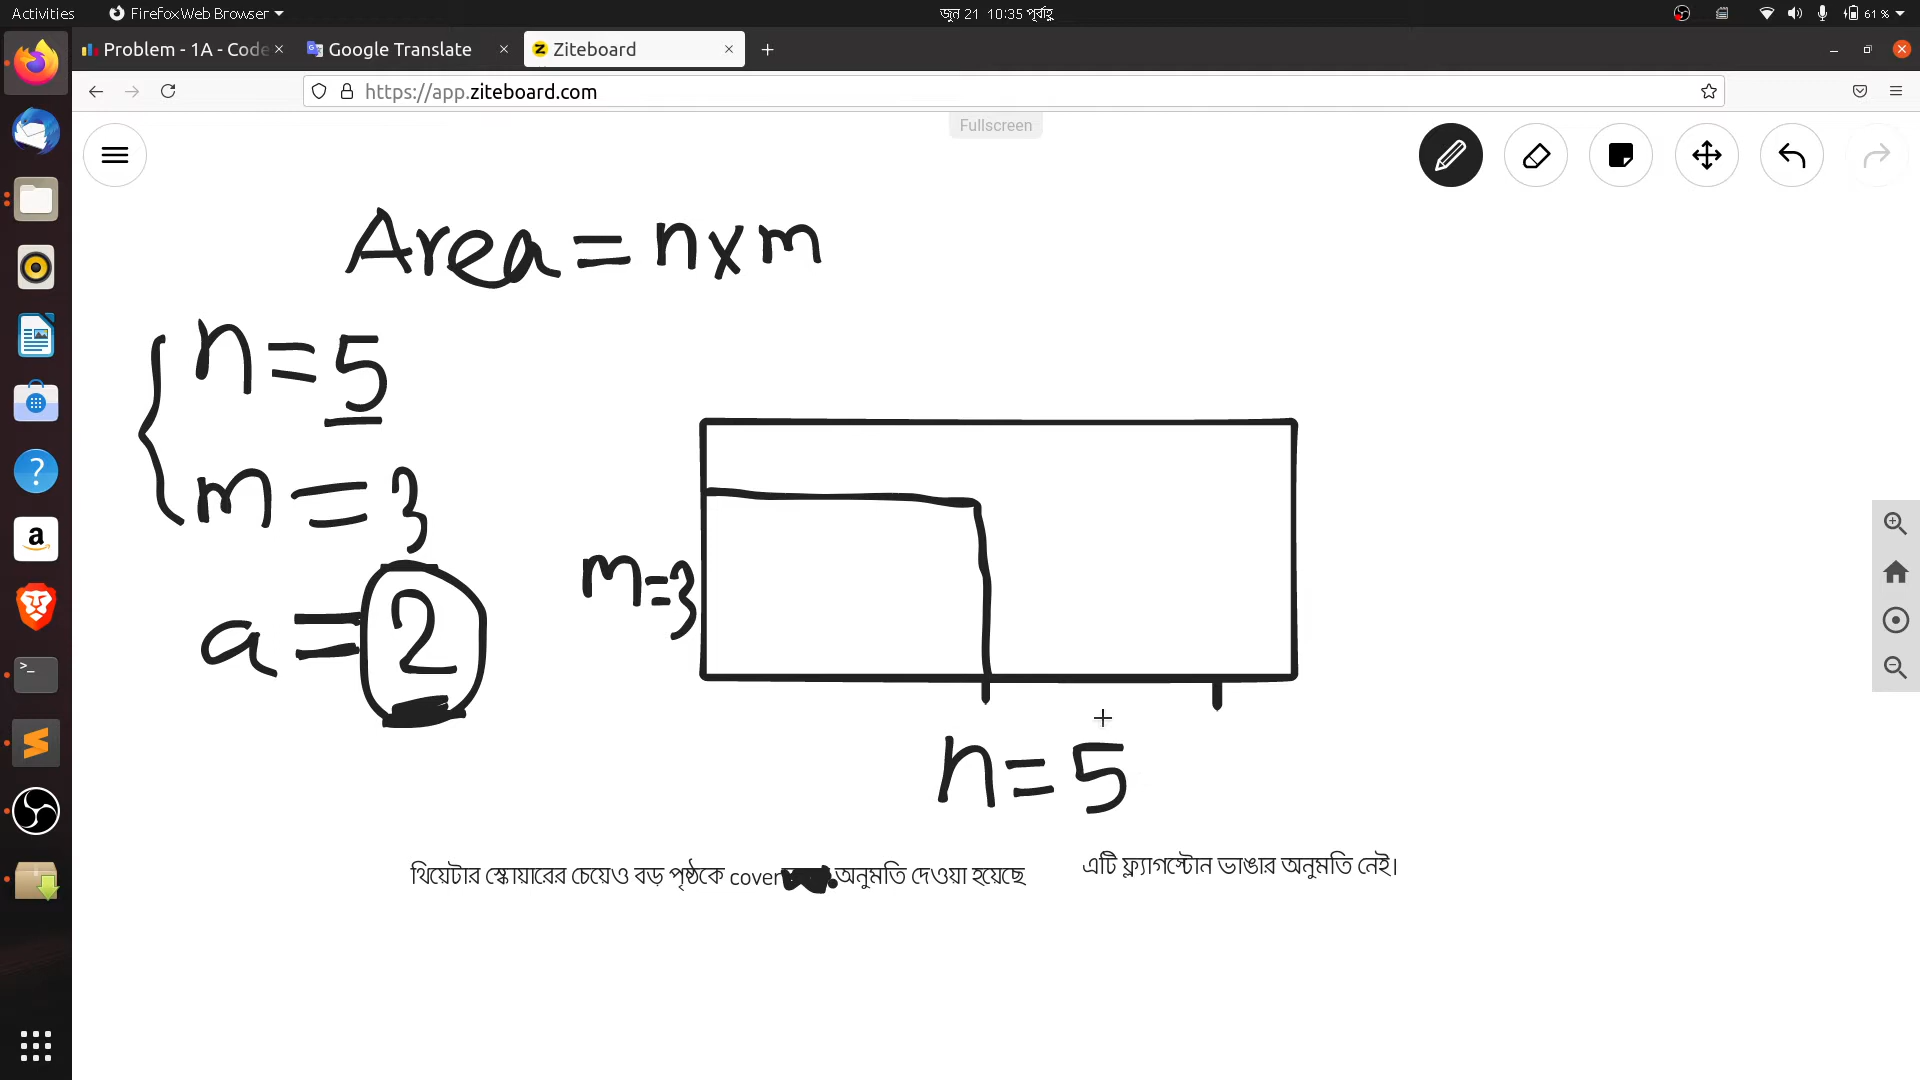 Activities
Firefox Web Browser
জুন 21 10:35 পূর্বাহ্ণ
61 %
Problem - 1A - Code
Google Translate
Ziteboard
https://app.ziteboard.com
Fullscreen
Area = n x m
n = 5
m = 3
a = 2
m = 3
n = 5
থিয়েটার স্কোয়ারের চেয়েও বড় পৃষ্ঠকে cover অনুমতি দেওয়া হয়েছে
এটি ফ্ল্যাগস্টোন ভাঙার অনুমতি নেই।